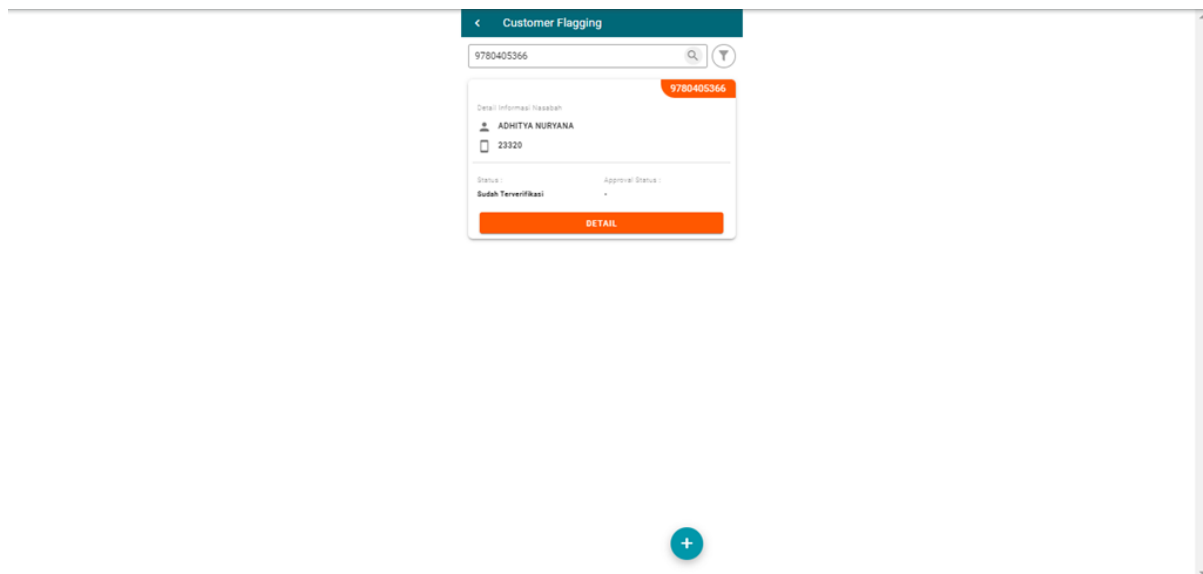 Customer Flagging
9780405366
9780405366
Detail Informasi Nasabah
ADHITYA NURYANA
23320
Status : Approval Status :
Sudah Terverifikasi -
DETAIL
+